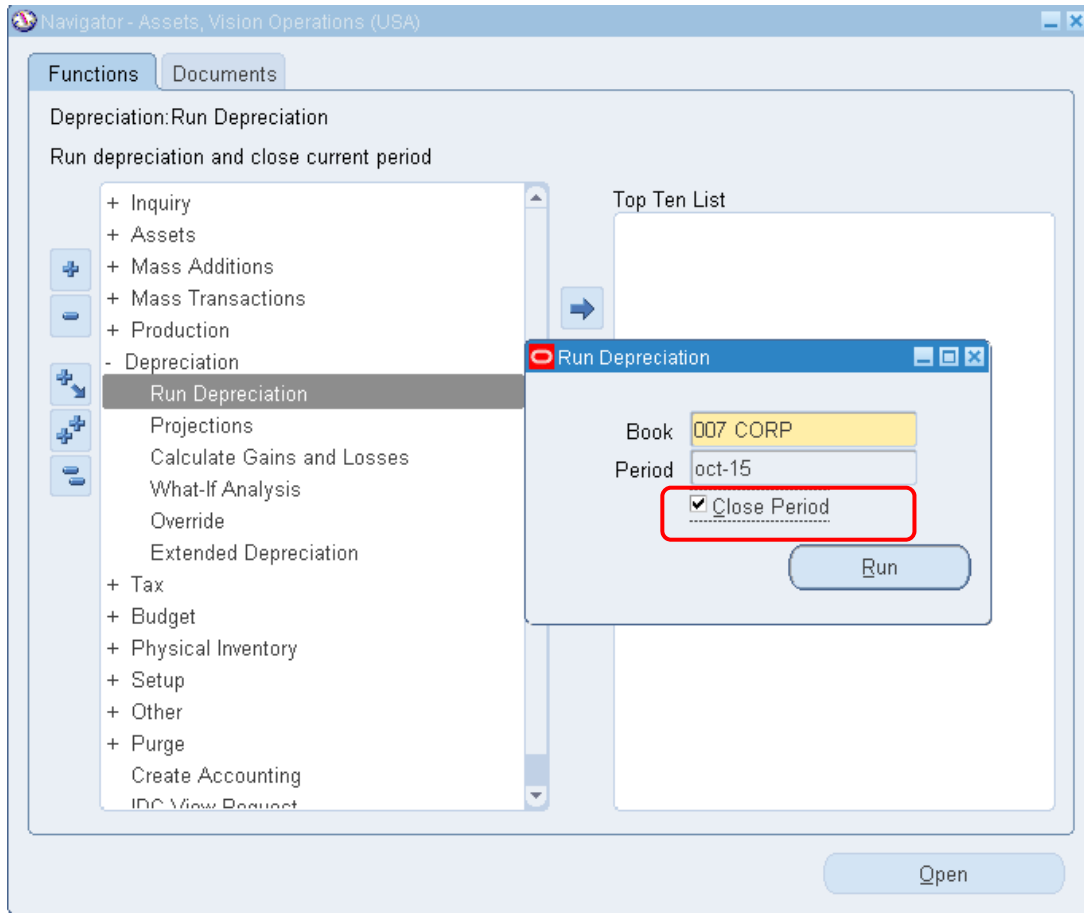 Navigator - Assets, Vision Operations (USA)
Functions
Documents
Depreciation:Run Depreciation
Run depreciation and close current period
+ Inquiry
+ Assets
+ Mass Additions
+ Mass Transactions
+ Production
- Depreciation
Run Depreciation
Projections
Calculate Gains and Losses
What-If Analysis
Override
Extended Depreciation
+ Tax
+ Budget
+ Physical Inventory
+ Setup
+ Other
+ Purge
Create Accounting
IDC View Request
Top Ten List
Run Depreciation
Book 007 CORP
Period oct-15
Close Period
Run
Open